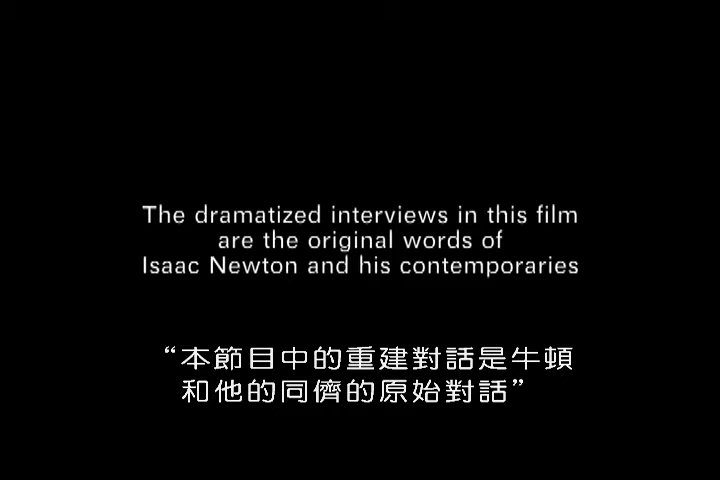 The dramatized interviews in this film
are the original words of
Isaac Newton and his contemporaries
“本節目中的重建對話是牛頓
和他的同儕的原始對話”